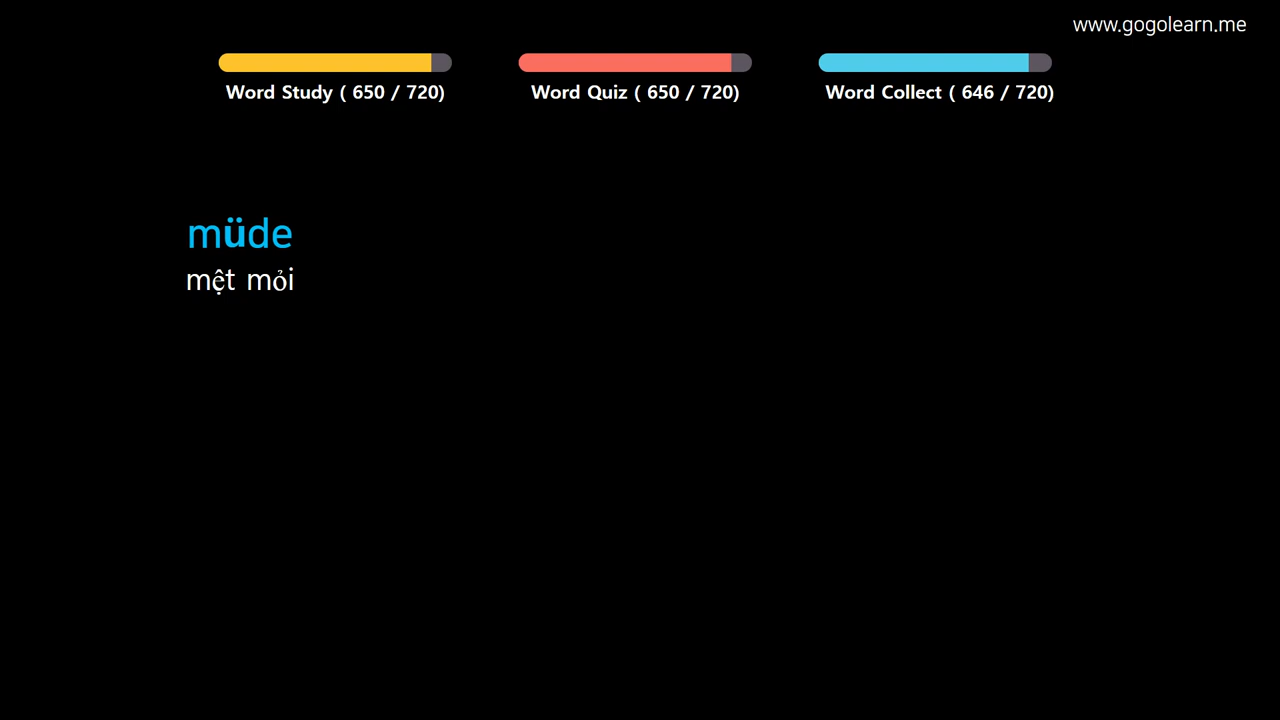 www.gogolearn.me
Word Study ( 650 / 720)
Word Quiz ( 650 / 720)
Word Collect ( 646 / 720)
müde
mệt mỏi